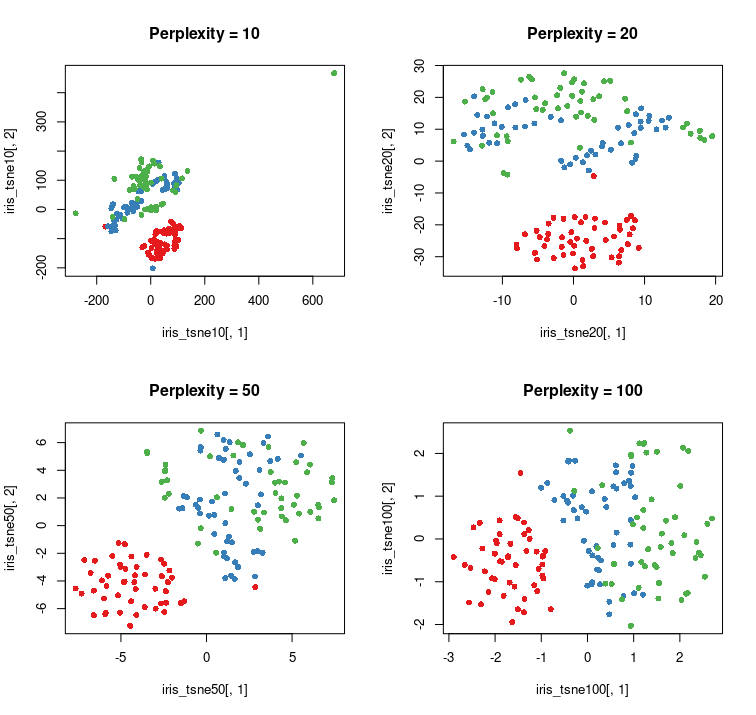 Perplexity = 10
300
100
0
-200
iris_tsne10[, 2]
-200 0 200 400 600
iris_tsne10[, 1]
Perplexity = 20
30
20
10
0
-10
-20
-30
iris_tsne20[, 2]
-10 0 10 20
iris_tsne20[, 1]
Perplexity = 50
6
4
2
0
-2
-4
-6
iris_tsne50[, 2]
-5 0 5
iris_tsne50[, 1]
Perplexity = 100
2
1
0
-1
-2
iris_tsne100[, 2]
-3 -2 -1 0 1 2
iris_tsne100[, 1]